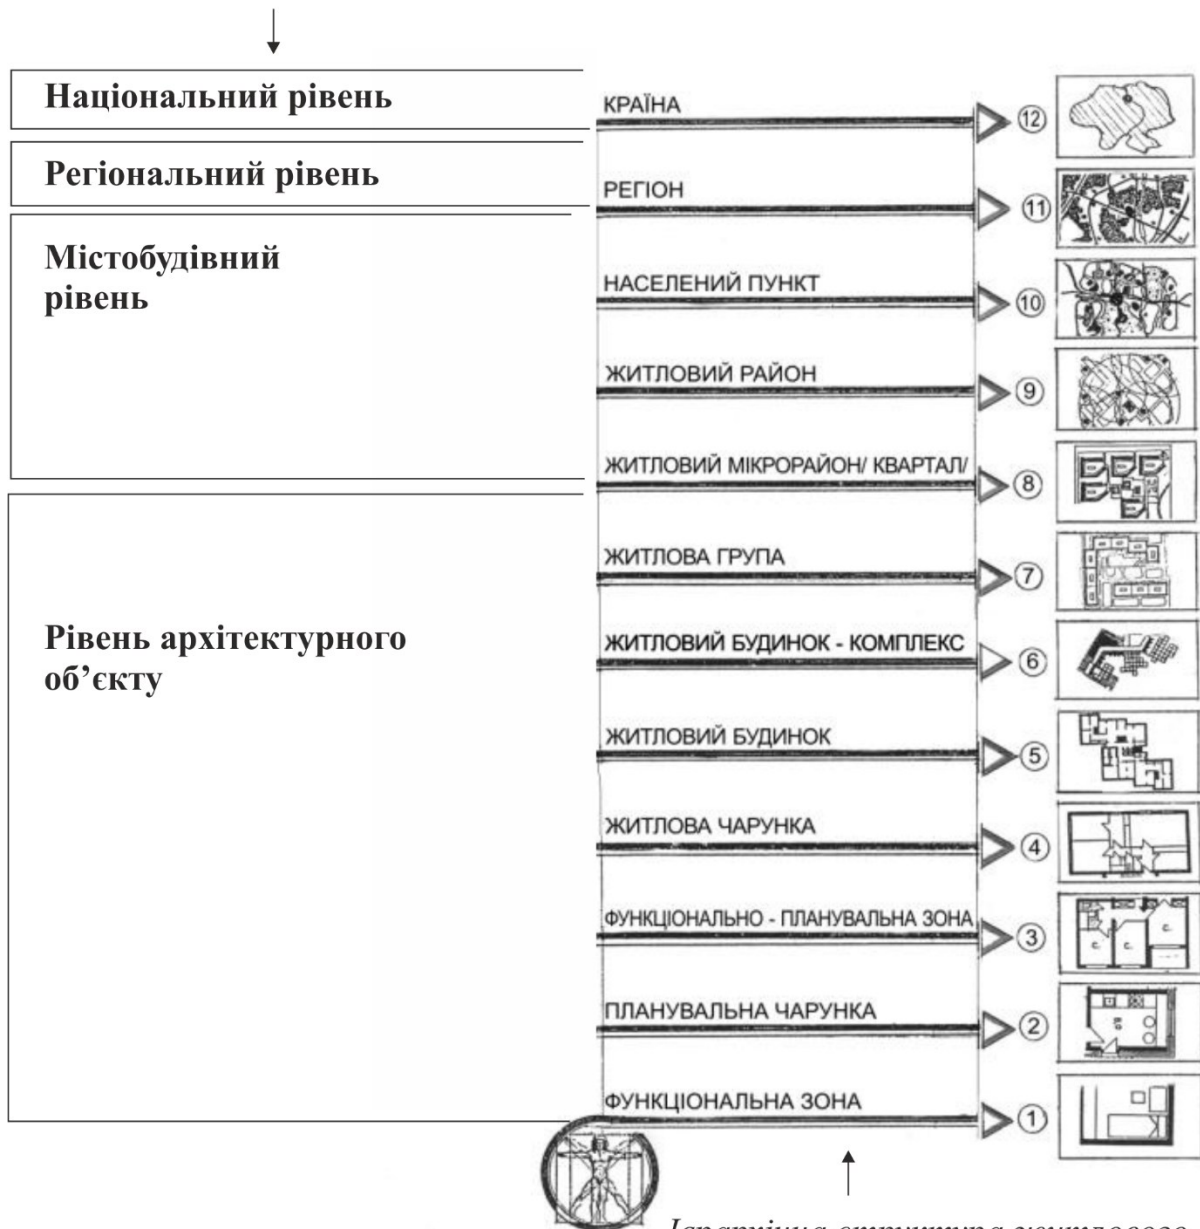 Національний рівень
КРАЇНА
12
Регіональний рівень
РЕГІОН
11
Містобудівний
рівень
НАСЕЛЕНИЙ ПУНКТ
10
ЖИТЛОВИЙ РАЙОН
9
ЖИТЛОВИЙ МІКРОРАЙОН/ КВАРТАЛ/
8
ЖИТЛОВА ГРУПА
7
Рівень архітектурного
об’єкту
ЖИТЛОВИЙ БУДИНОК - КОМПЛЕКС
6
ЖИТЛОВИЙ БУДИНОК
5
ЖИТЛОВА ЧАРУНКА
4
ФУНКЦІОНАЛЬНО - ПЛАНУВАЛЬНА ЗОНА
3
ПЛАНУВАЛЬНА ЧАРУНКА
2
ФУНКЦІОНАЛЬНА ЗОНА
1